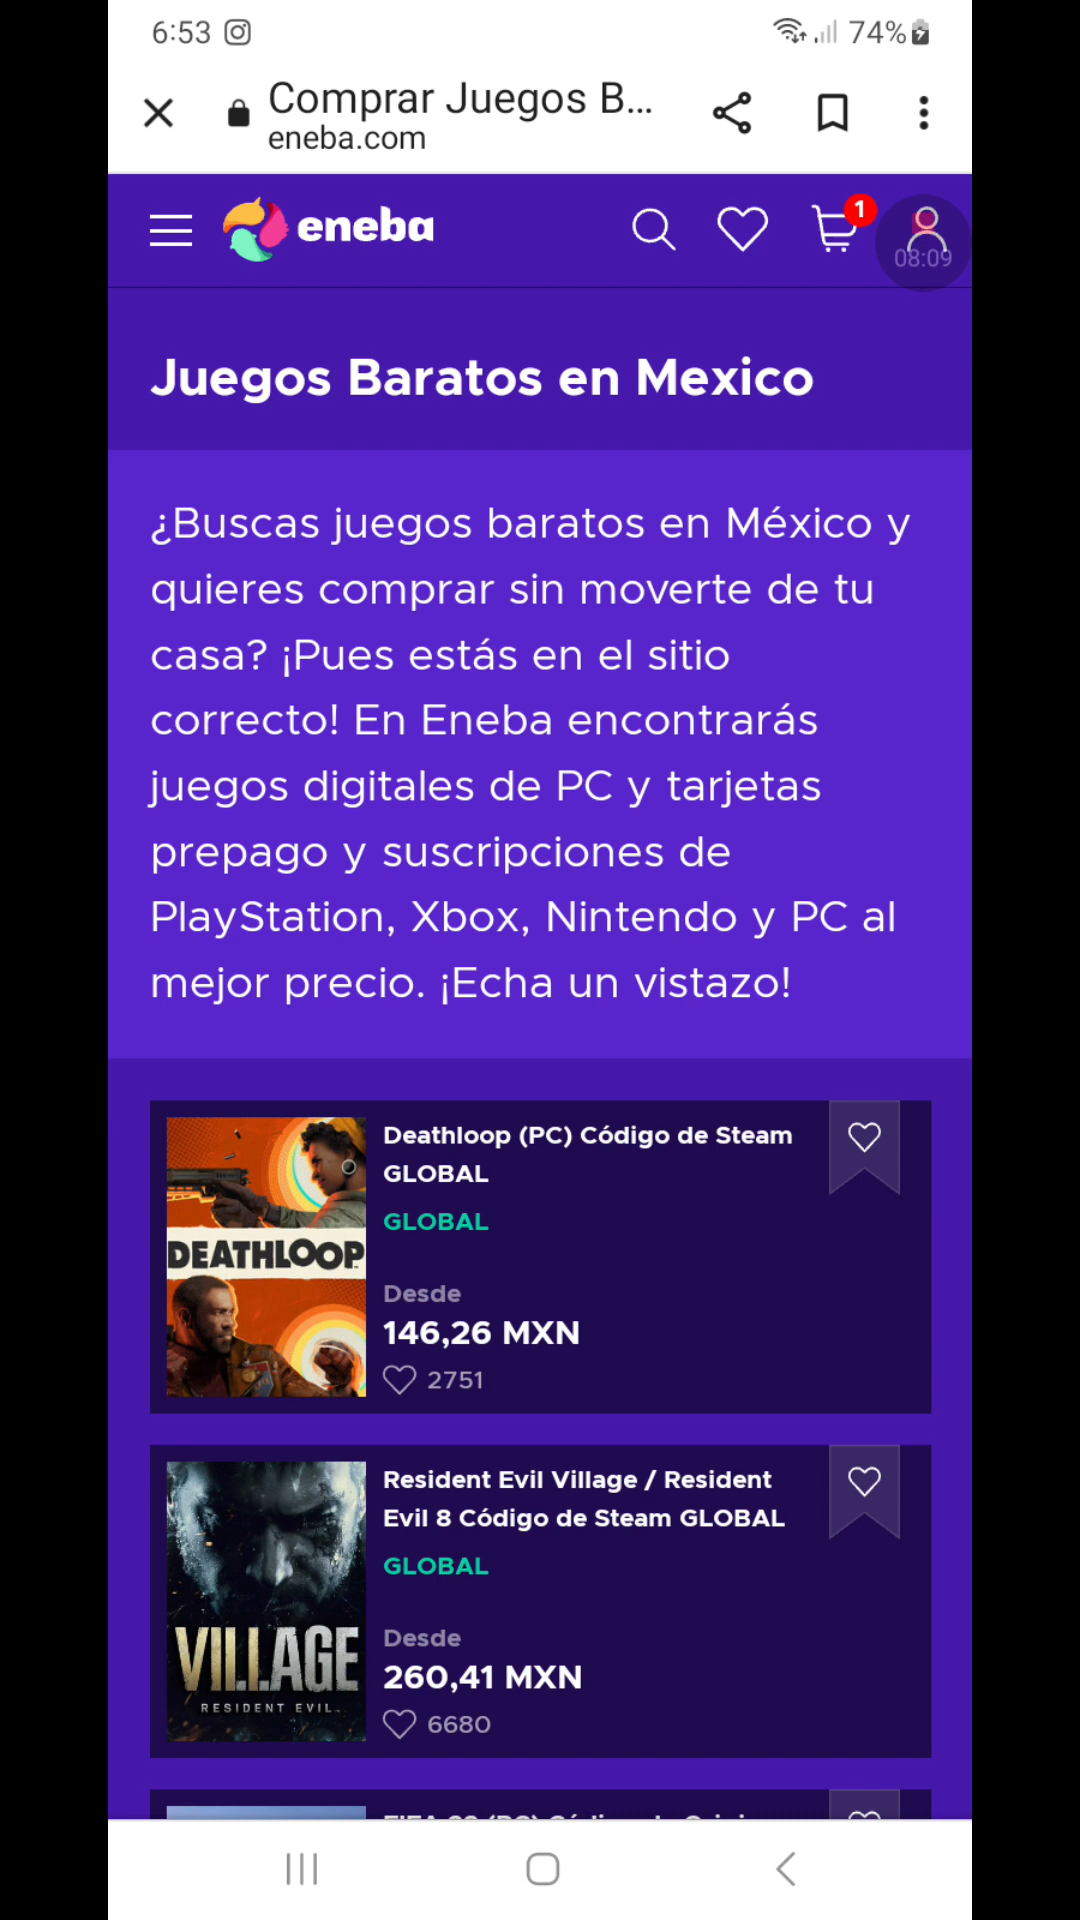 6:53
74%
Comprar Juegos B...
eneba.com
eneba
1
08:09
Juegos Baratos en Mexico
¿Buscas juegos baratos en México y
quieres comprar sin moverte de tu
casa? ¡Pues estás en el sitio
correcto! En Eneba encontrarás
juegos digitales de PC y tarjetas
prepago y suscripciones de
PlayStation, Xbox, Nintendo y PC al
mejor precio. ¡Echa un vistazo!
DEATHLOOP
Deathloop (PC) Código de Steam
GLOBAL
GLOBAL
Desde
146,26 MXN
2751
VILLAGE
RESIDENT EVIL
Resident Evil Village / Resident
Evil 8 Código de Steam GLOBAL
GLOBAL
Desde
260,41 MXN
6680